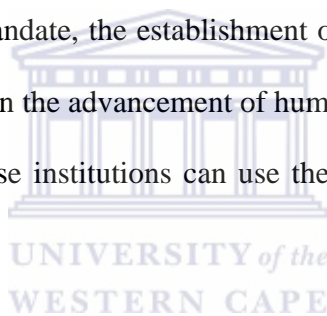 andate, the establishment o
n the advancement of hum
se institutions can use the
UNIVERSITY of the
WESTERN CAPE